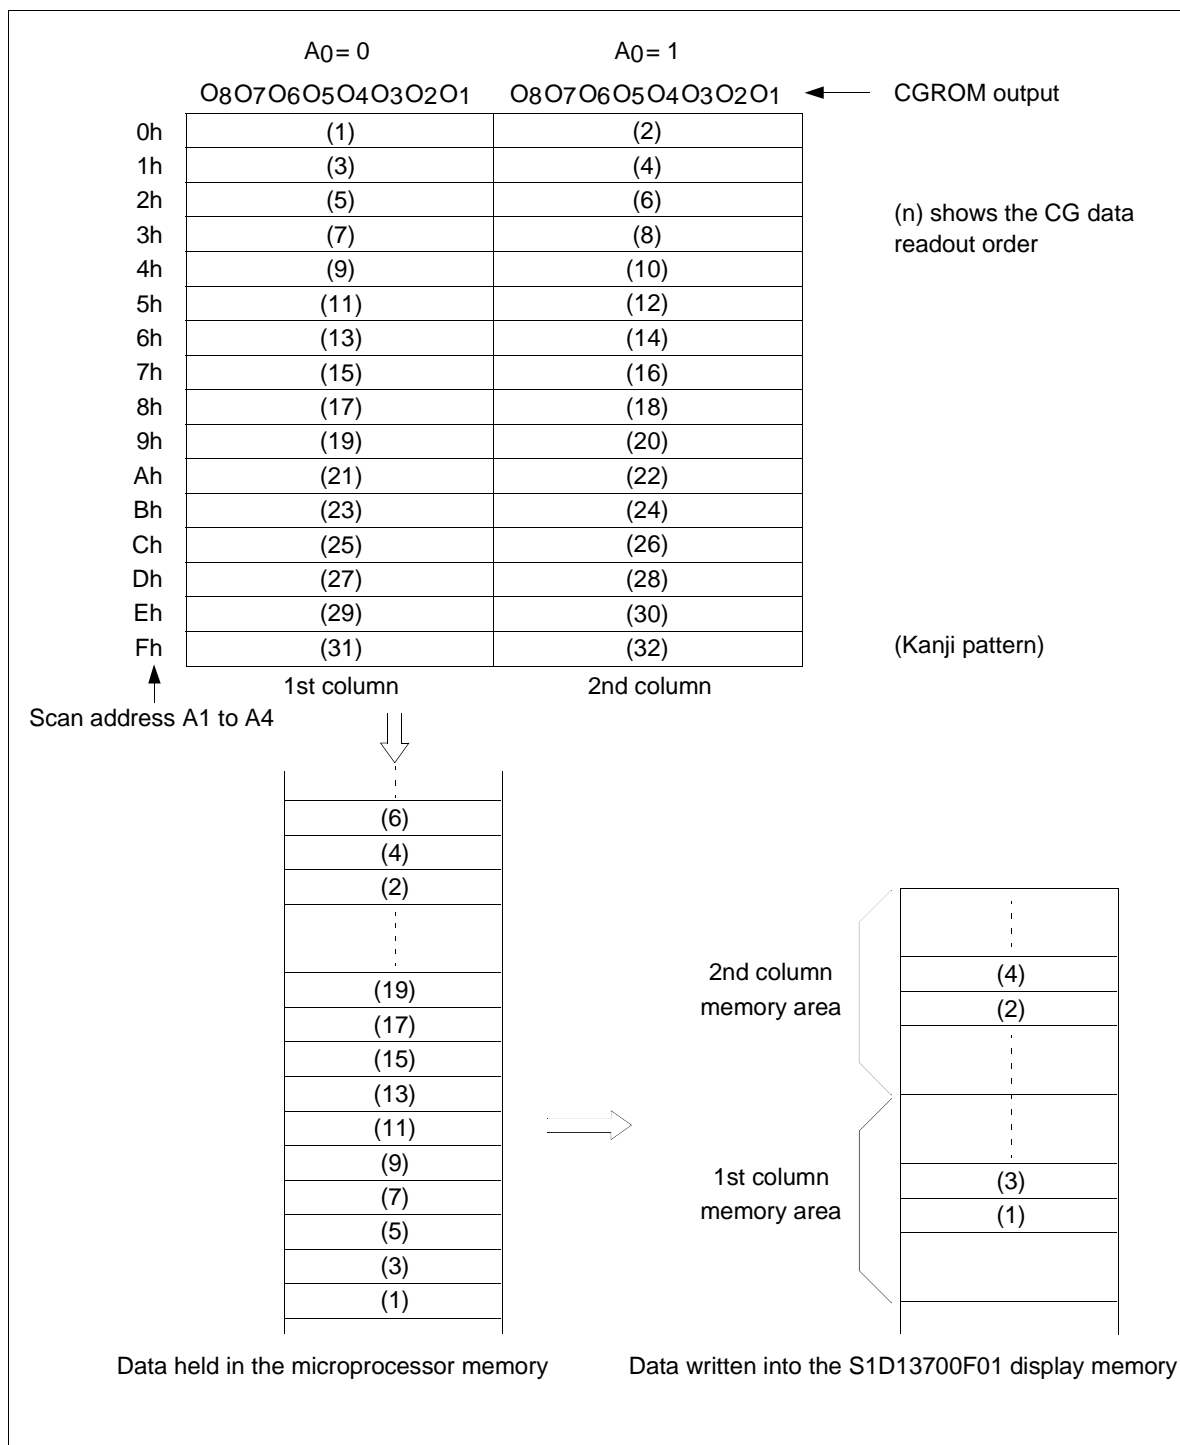 A0= 0 A0= 1
O8O7O6O5O4O3O2O1 O8O7O6O5O4O3O2O1 CGROM output
0h (1) (2)
1h (3) (4)
2h (5) (6)
3h (7) (8)
4h (9) (10)
5h (11) (12)
6h (13) (14)
7h (15) (16)
8h (17) (18)
9h (19) (20)
Ah (21) (22)
Bh (23) (24)
Ch (25) (26)
Dh (27) (28)
Eh (29) (30)
Fh (31) (32)
(n) shows the CG data
readout order
(Kanji pattern)
1st column 2nd column
Scan address A1 to A4
(6)
(4)
(2)
(19)
(17)
(15)
(13)
(11)
(9)
(7)
(5)
(3)
(1)
Data held in the microprocessor memory
2nd column
memory area
(4)
(2)
1st column
memory area
(3)
(1)
Data written into the S1D13700F01 display memory